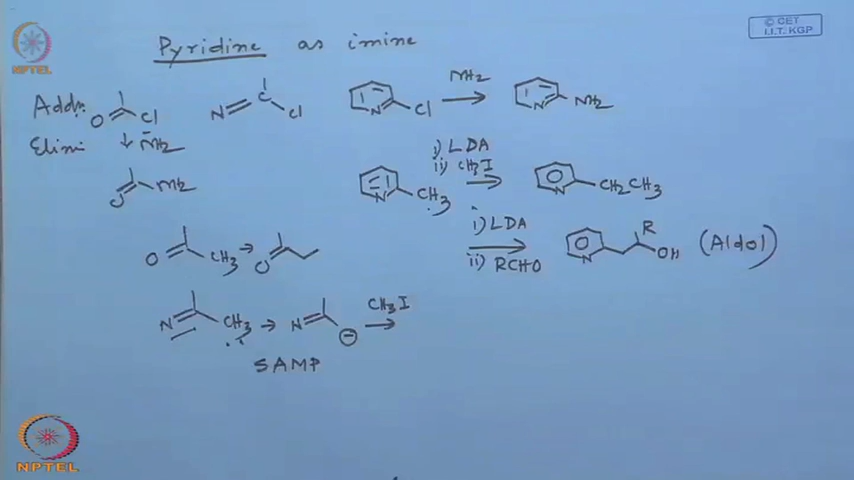 © CET
I.I.T. KGP
NPTEL
Pyridine as imine
Addn. O Cl N C Cl N Cl NH2 N NH2
Elimi ↓ NH2
O NH2
i) LDA
ii) CH3I
N CH3 N CH2CH3
O CH3 → O
i) LDA
ii) RCHO
N R OH (Aldol)
N CH3 → N ⊖ CH3I
SAMP
NPTEL